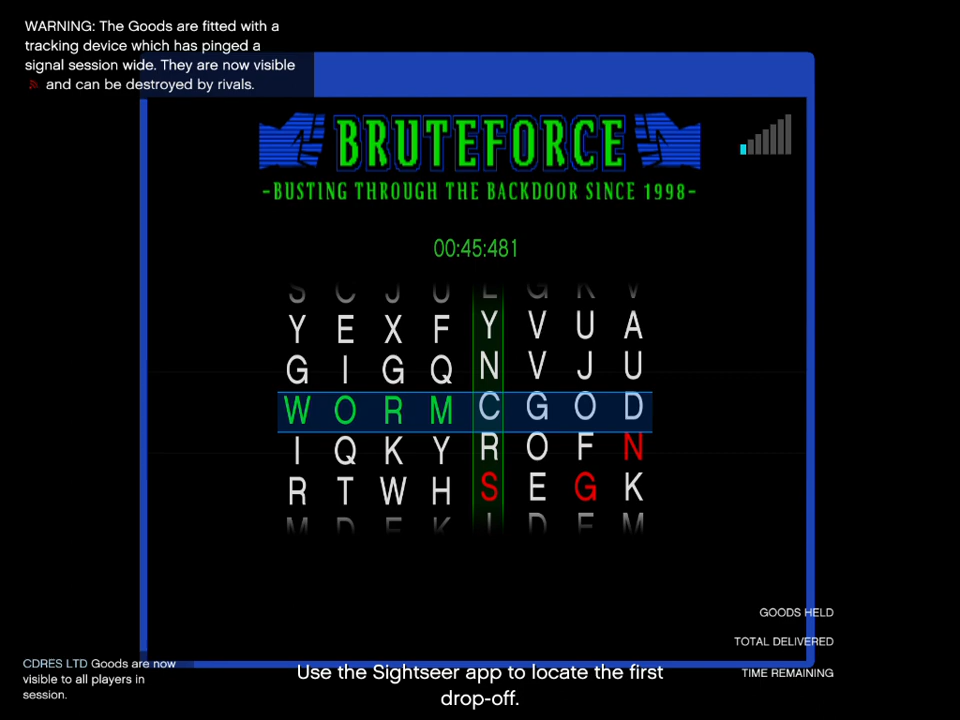 WARNING: The Goods are fitted with a
tracking device which has pinged a
signal session wide. They are now visible
and can be destroyed by rivals.
BRUTEFORCE
-BUSTING THROUGH THE BACKDOOR SINCE 1998-
00:45:481
Y E X F Y V U A
G I G Q N V J U
W O R M C G O D
I Q K Y R O F N
R T W H S E G K
GOODS HELD
TOTAL DELIVERED
TIME REMAINING
CDRES LTD Goods are now
visible to all players in
session.
Use the Sightseer app to locate the first
drop-off.